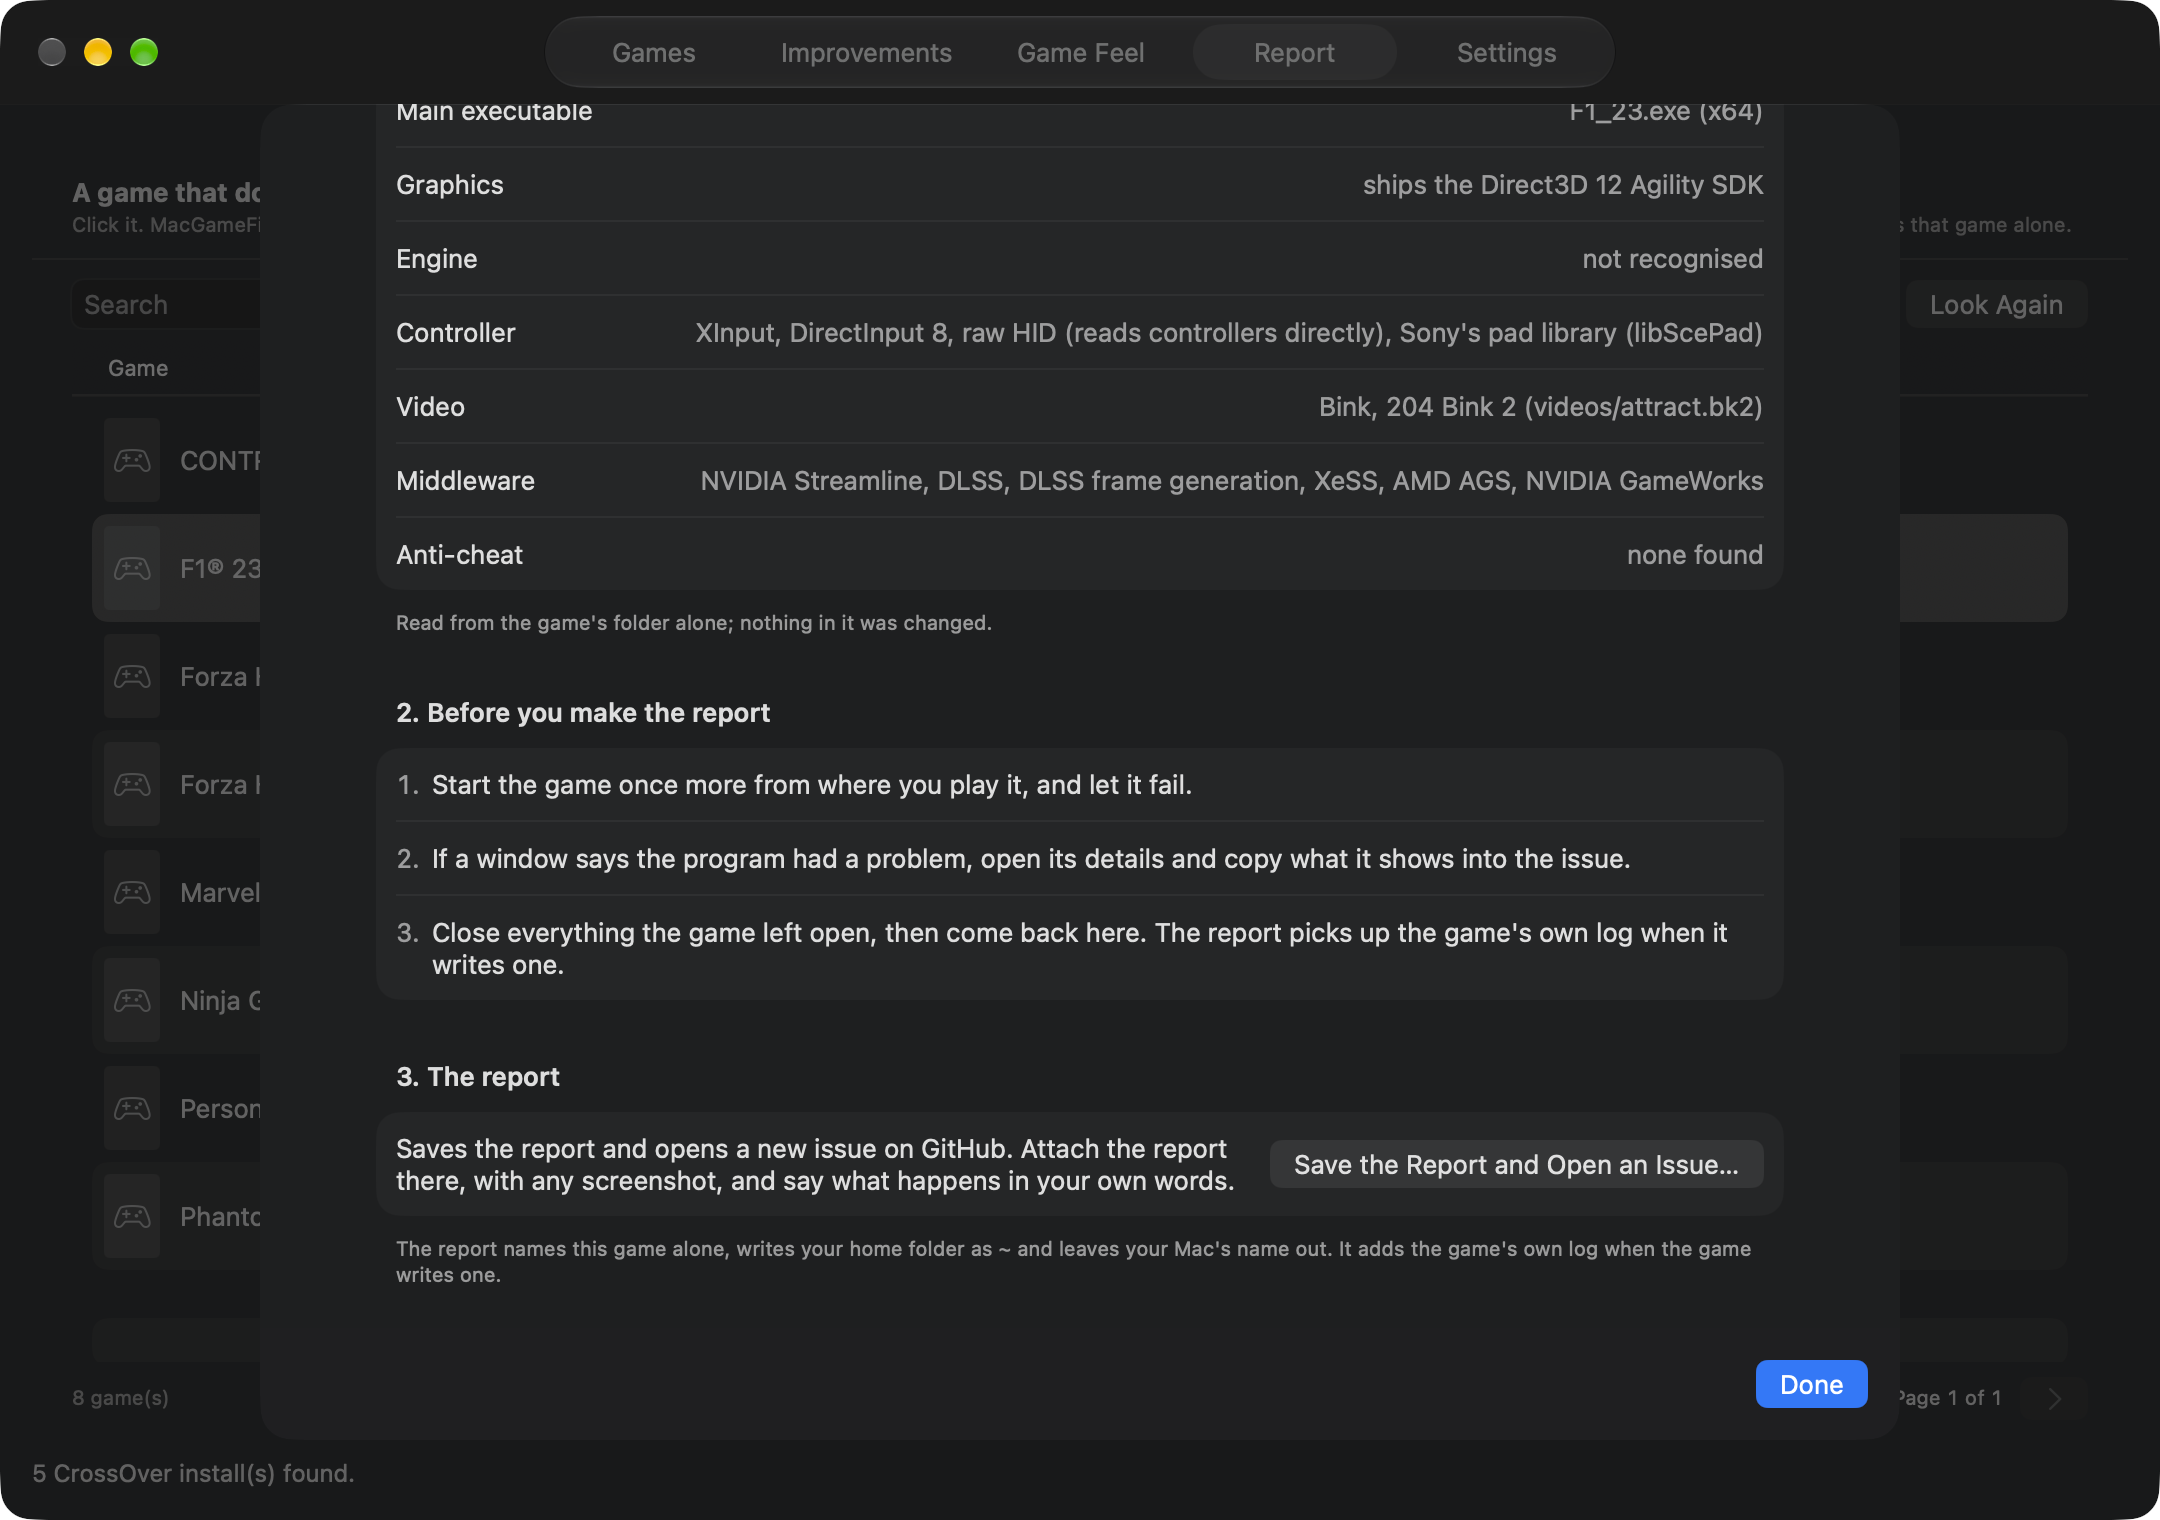 Games Improvements Game Feel Report Settings
Main executable F1_23.exe (x64)
Graphics ships the Direct3D 12 Agility SDK
Engine not recognised
Controller XInput, DirectInput 8, raw HID (reads controllers directly), Sony's pad library (libScePad)
Video Bink, 204 Bink 2 (videos/attract.bk2)
Middleware NVIDIA Streamline, DLSS, DLSS frame generation, XeSS, AMD AGS, NVIDIA GameWorks
Anti-cheat none found
Read from the game's folder alone; nothing in it was changed.
2. Before you make the report
1. Start the game once more from where you play it, and let it fail.
2. If a window says the program had a problem, open its details and copy what it shows into the issue.
3. Close everything the game left open, then come back here. The report picks up the game's own log when it
writes one.
3. The report
Saves the report and opens a new issue on GitHub. Attach the report
there, with any screenshot, and say what happens in your own words.
Save the Report and Open an Issue...
The report names this game alone, writes your home folder as ~ and leaves your Mac's name out. It adds the game's own log when the game
writes one.
Done
A game that
Click it.
that game alone.
Search
Look Again
Game
F1® 23
Forza
Forza
Marvel
Ninja
8 game(s)
Page 1 of 1
5 CrossOver install(s) found.